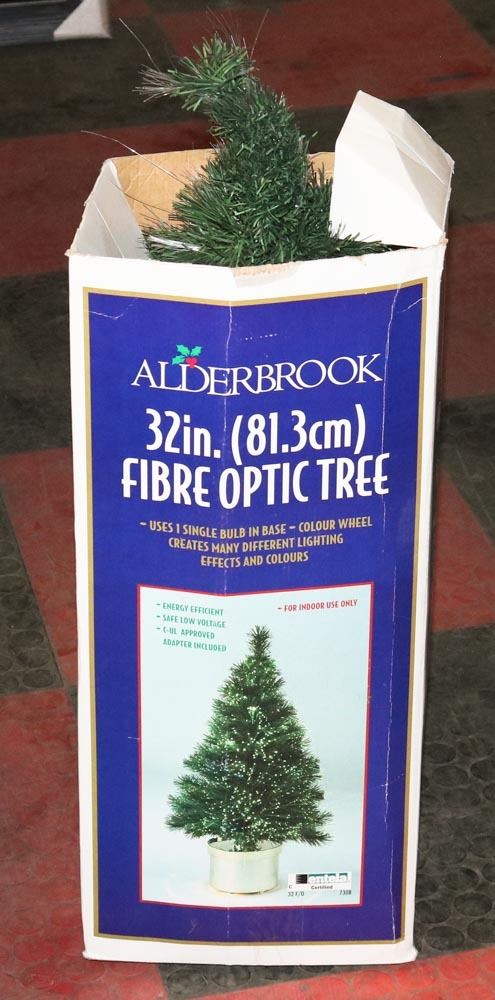 ALDERBROOK
32in. (81.3cm)
FIBRE OPTIC TREE
- USES 1 SINGLE BULB IN BASE - COLOUR WHEEL
CREATES MANY DIFFERENT LIGHTING
EFFECTS AND COLOURS
- ENERGY EFFICIENT
- SAFE LOW VOLTAGE
- C-UL APPROVED
ADAPTER INCLUDED
- FOR INDOOR USE ONLY
entela
C
Certified
32 F/O
7308